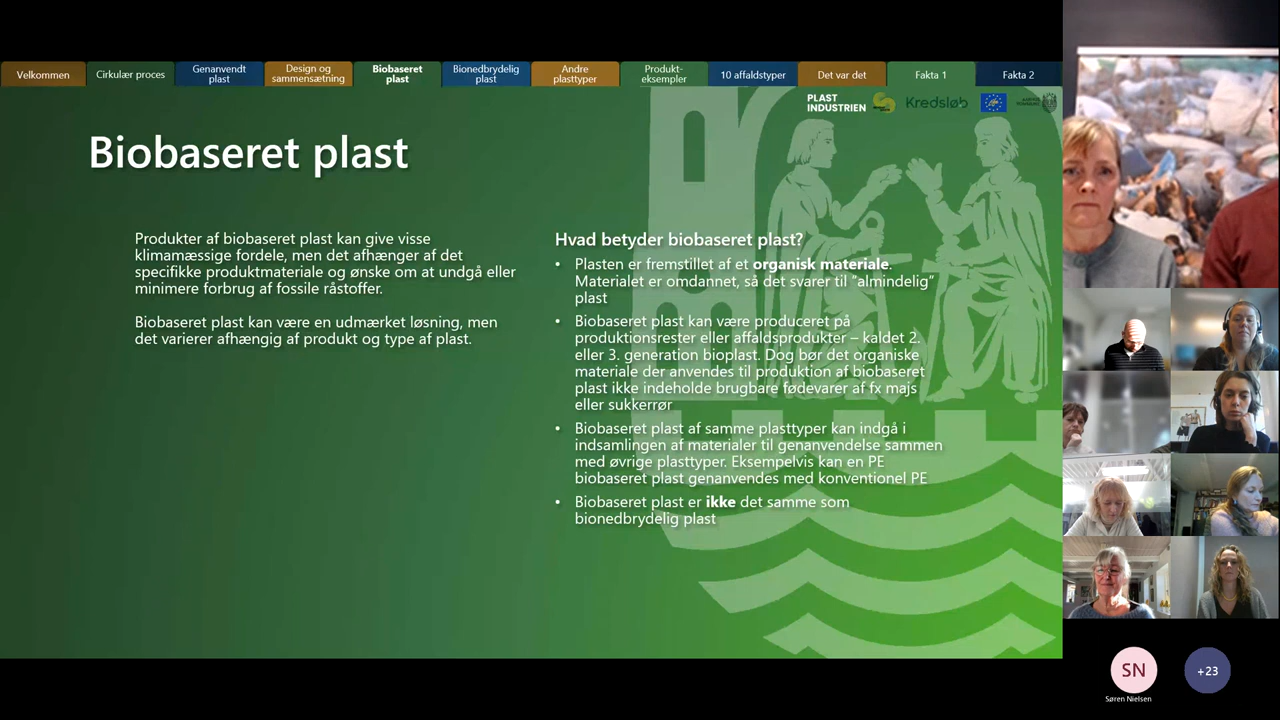 Velkommen
Cirkulær proces
Genanvendt
plast
Design og
sammensætning
Biobaseret
plast
Bionedbrydelig
plast
Andre
plasttyper
Produkt-
eksempler
10 affaldstyper
Det var det
Fakta 1
Fakta 2
PLAST
INDUSTRIEN
Kredsløb
Biobaseret plast
Produkter af biobaseret plast kan give visse
klimamæssige fordele, men det afhænger af det
specifikke produktmateriale og ønske om at undgå eller
minimere forbrug af fossile råstoffer.
Biobaseret plast kan være en udmærket løsning, men
det varierer afhængig af produkt og type af plast.
Hvad betyder biobaseret plast?
• Plasten er fremstillet af et organisk materiale.
Materialet er omdannet, så det svarer til "almindelig"
plast
• Biobaseret plast kan være produceret på
produktionsrester eller affaldsprodukter – kaldet 2.
eller 3. generation bioplast. Dog bør det organiske
materiale der anvendes til produktion af biobaseret
plast ikke indeholde brugbare fødevarer af fx majs
eller sukkerrør
• Biobaseret plast af samme plasttyper kan indgå i
indsamlingen af materialer til genanvendelse sammen
med øvrige plasttyper. Eksempelvis kan en PE
biobaseret plast genanvendes med konventionel PE
• Biobaseret plast er ikke det samme som
bionedbrydelig plast
SN
+23
Søren Nielsen